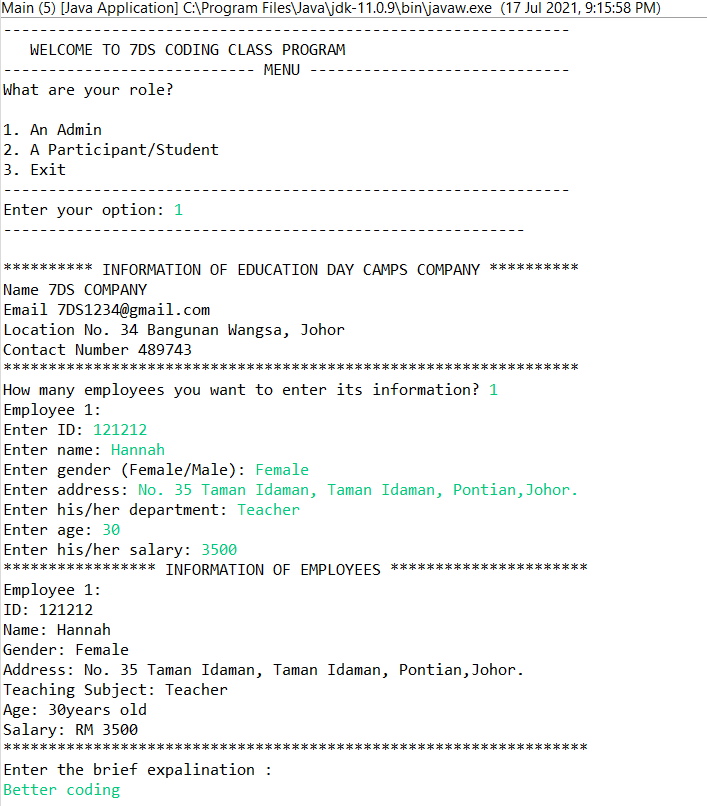 Main (5) [Java Application] C:\Program Files\Java\jdk-11.0.9\bin\javaw.exe (17 Jul 2021, 9:15:58 PM)
---------------------------------------------------------------
   WELCOME TO 7DS CODING CLASS PROGRAM
---------------------------- MENU -----------------------------
What are your role?

1. An Admin
2. A Participant/Student
3. Exit
---------------------------------------------------------------
Enter your option: 1
----------------------------------------------------------

********** INFORMATION OF EDUCATION DAY CAMPS COMPANY **********
Name 7DS COMPANY
Email 7DS1234@gmail.com
Location No. 34 Bangunan Wangsa, Johor
Contact Number 489743
****************************************************************
How many employees you want to enter its information? 1
Employee 1:
Enter ID: 121212
Enter name: Hannah
Enter gender (Female/Male): Female
Enter address: No. 35 Taman Idaman, Taman Idaman, Pontian,Johor.
Enter his/her department: Teacher
Enter age: 30
Enter his/her salary: 3500
***************** INFORMATION OF EMPLOYEES **********************
Employee 1:
ID: 121212
Name: Hannah
Gender: Female
Address: No. 35 Taman Idaman, Taman Idaman, Pontian,Johor.
Teaching Subject: Teacher
Age: 30years old
Salary: RM 3500
*****************************************************************
Enter the brief expalination :
Better coding